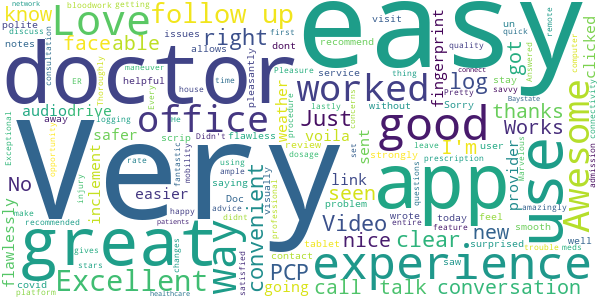 network
bloodwork getting
know
polite
discuss
Love
follow up
face able
right
issues
first
visit
un
Pretty
easy
recommend
dont
quick
remote
notes
ER
maneuver
Thoroughly
consultation
allows
quality
got
Answered
computer
doctor
helpful
Every
pleasantly
house
time
worked
log
fingerprint
connect
thing
stay
savvy
clicked
audiodrive
office
weather
Pleasure
service
procedure
concerns
without
good
Sorry
Baystate
thanks
Works
connectivity
away
logging
Just
lastly
safer
scrip
Didn't
flawless
voila
sent
I'm
user
admission
Exceptional
very
app
use
Awesome
No
opportunity
rate
fantastic
mobility
review
dosage
set
strongly
prescription
provider
leave
questions
Marvelous
inclement
easier
using
ample
link
seen
problem
great
way
injury
saying
visually
Video
wrote
entire
today
feature
new
feel
amazingly
flawlessly
make
recommended
happy
patients
Doc
advice
didnt
professional
convenient
nice
clear
surprised
smooth
trouble
well
meds
Excellent
satisfied
PCP
tablet
contact
experience
covid
gives
stars
changes
going
saw
platform
healthcare
call talk conversation